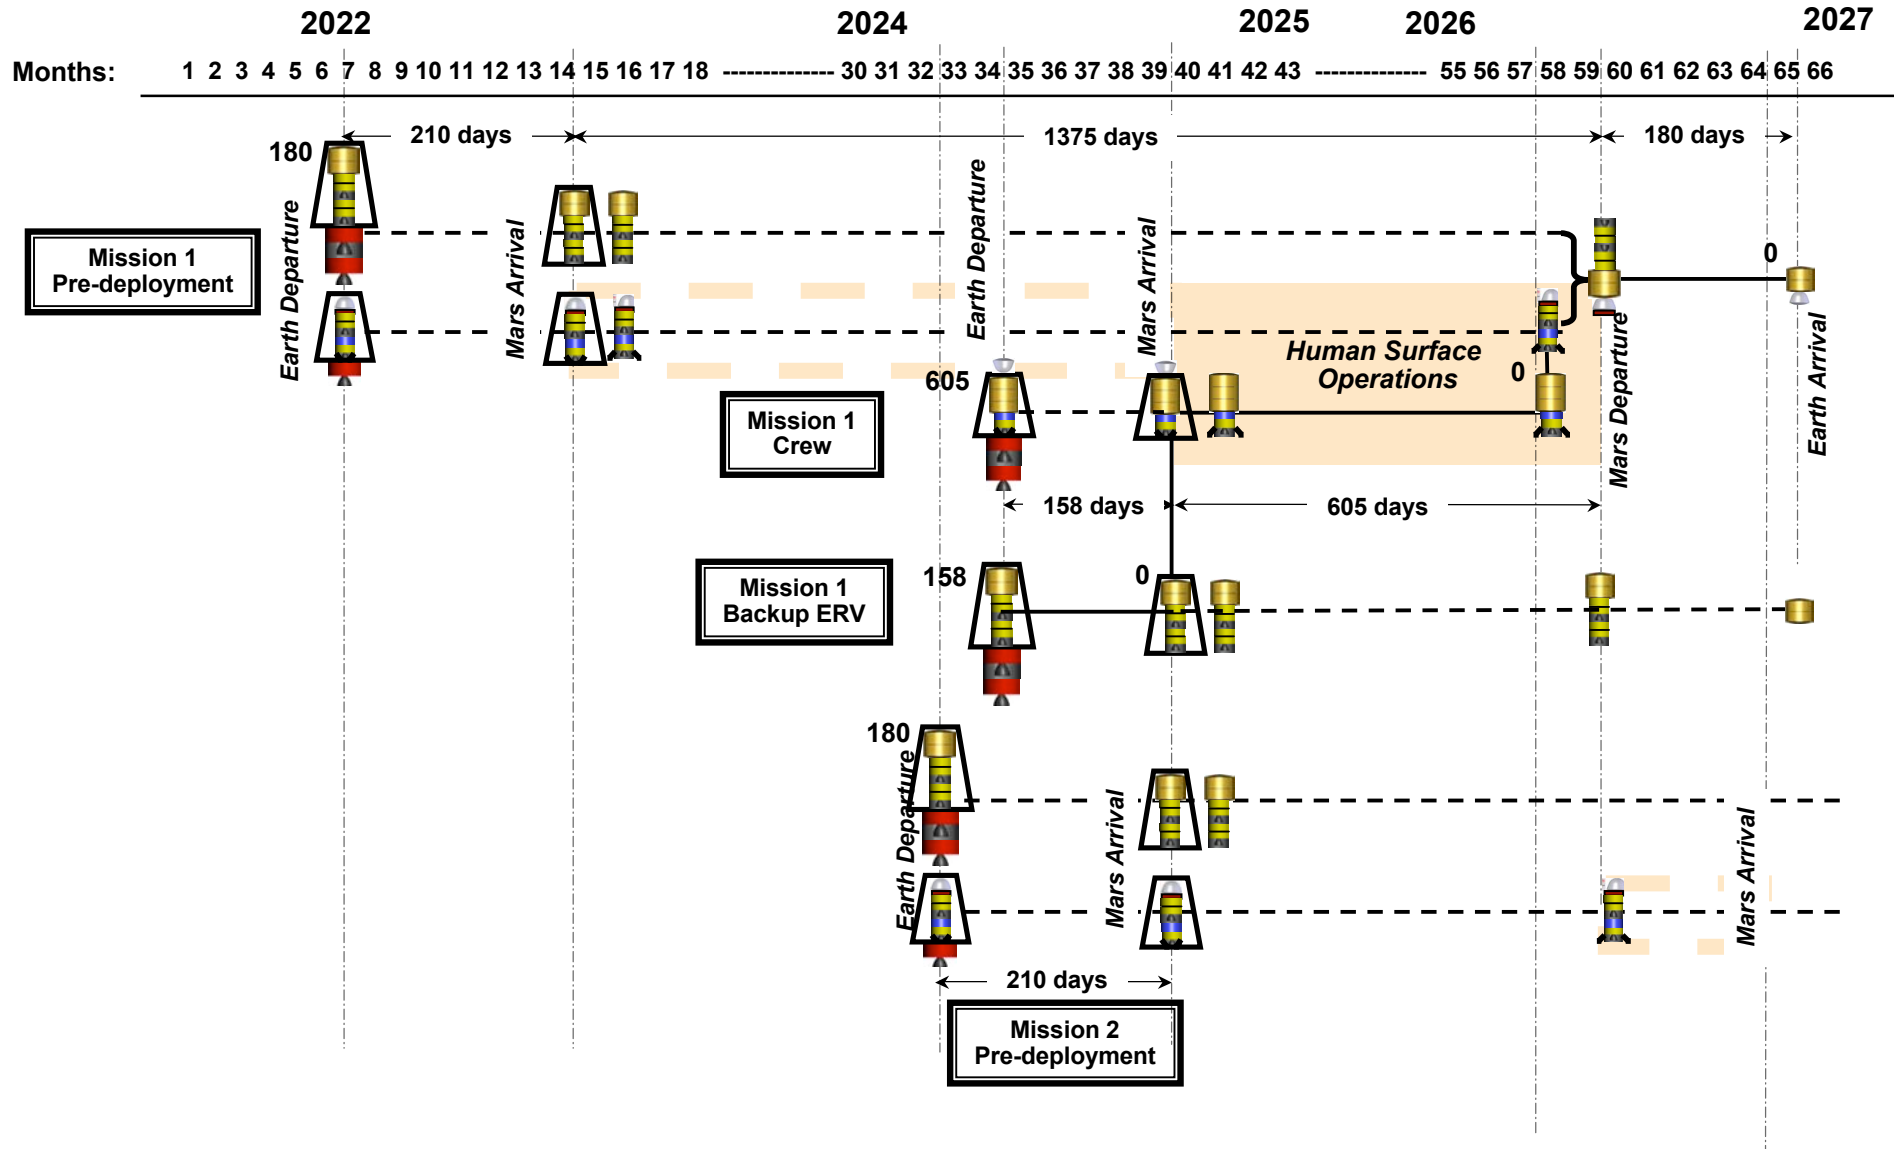 2022 2024 2025 2026 2027
Months: 1 2 3 4 5 6 7 8 9 10 11 12 13 14 15 16 17 18 -------------- 30 31 32 33 34 35 36 37 38 39 40 41 42 43 -------------- 55 56 57 58 59 60 61 62 63 64 65 66
210 days 1375 days 180 days
180
Earth Departure
Mars Arrival
Earth Departure
Mars Arrival
Mission 1
Pre-deployment
0
Human Surface
Operations
0
Mars Departure
Earth Arrival
605
Mission 1
Crew
158 days 605 days
158
0
Mission 1
Backup ERV
180
Earth Departure
Mars Arrival
Mars Arrival
210 days
Mission 2
Pre-deployment